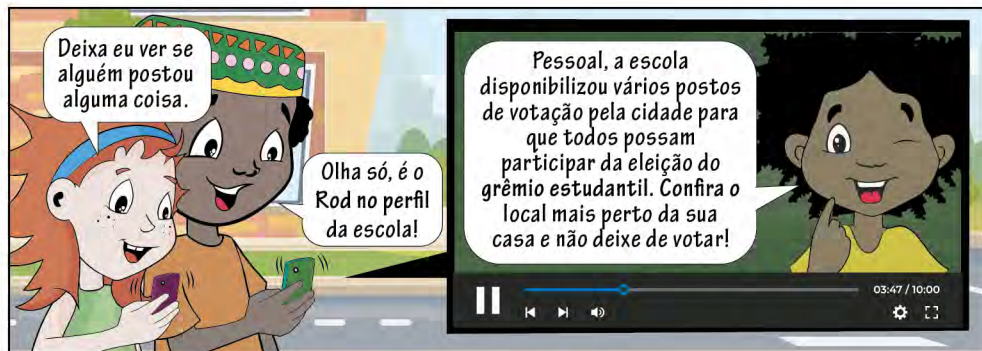 Deixa eu ver se
alguém postou
alguma coisa.
Olha só, é o
Rod no perfil
da escola!
Pessoal, a escola
disponibilizou vários postos
de votação pela cidade para
que todos possam
participar da eleição do
grêmio estudantil. Confira o
local mais perto da sua
casa e não deixe de votar!
03:47 / 10:00